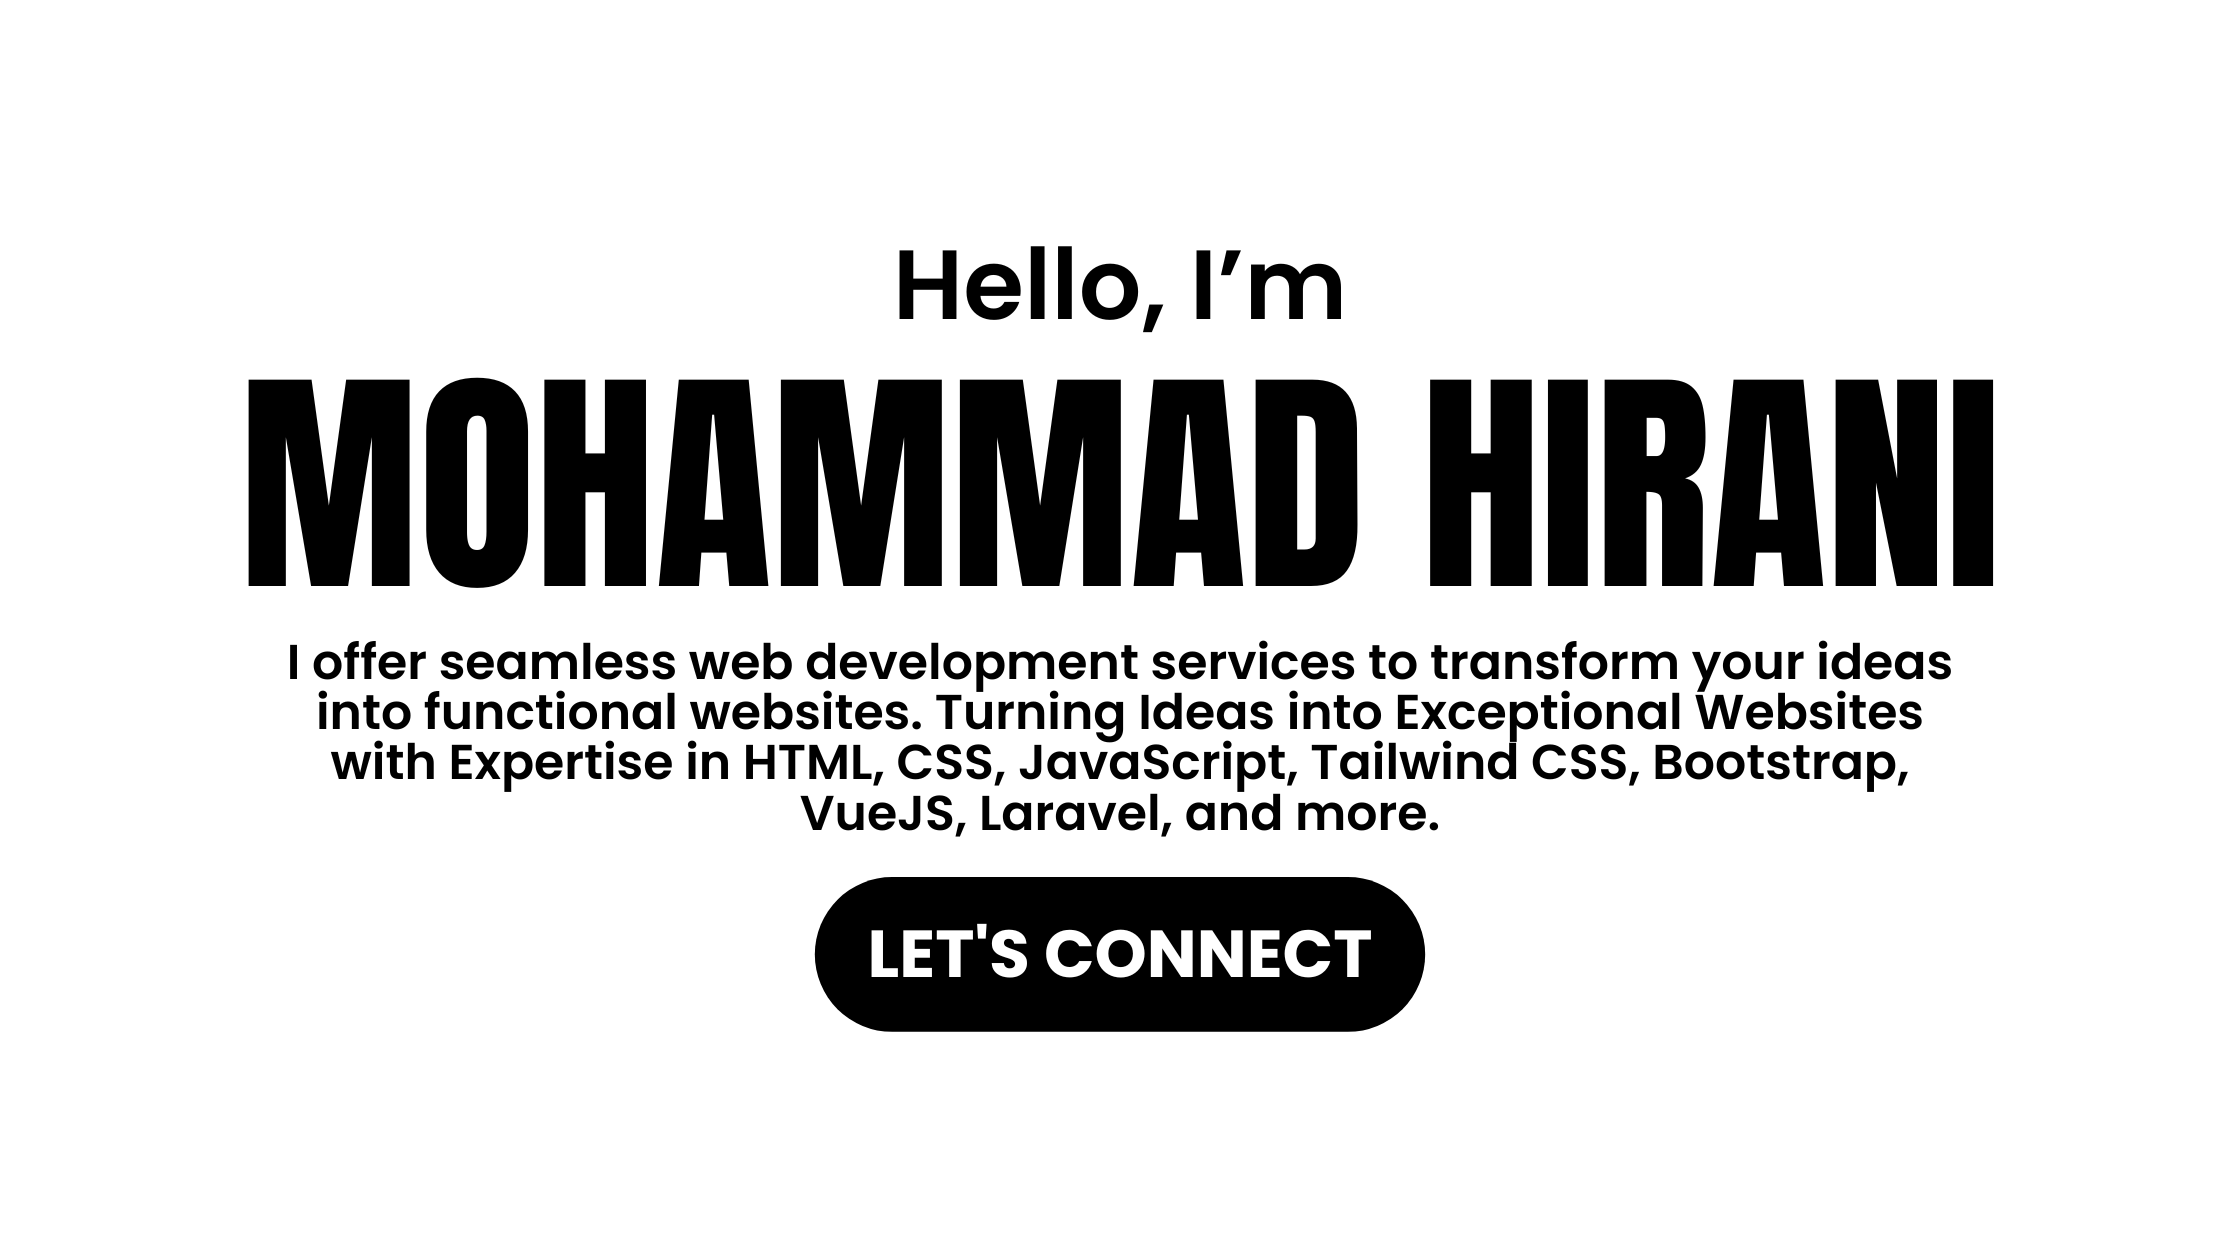 Hello, I’m
MOHAMMAD HIRANI
I offer seamless web development services to transform your ideas
into functional websites. Turning Ideas into Exceptional Websites
with Expertise in HTML, CSS, JavaScript, Tailwind CSS, Bootstrap,
VueJS, Laravel, and more.
LET'S CONNECT